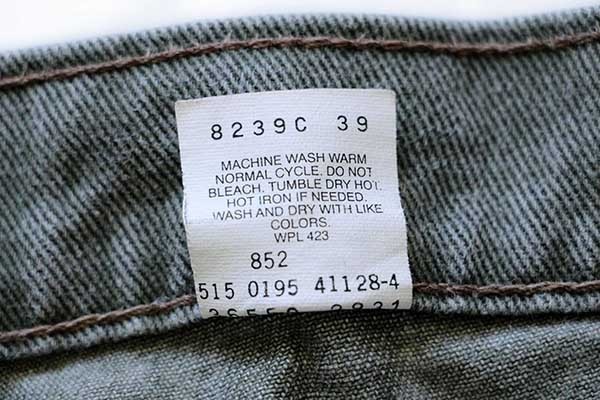 8239C 39
MACHINE WASH WARM
NORMAL CYCLE. DO NOT
BLEACH. TUMBLE DRY HOT.
HOT IRON IF NEEDED.
WASH AND DRY WITH LIKE
COLORS.
WPL 423
852
515 0195 41128-4